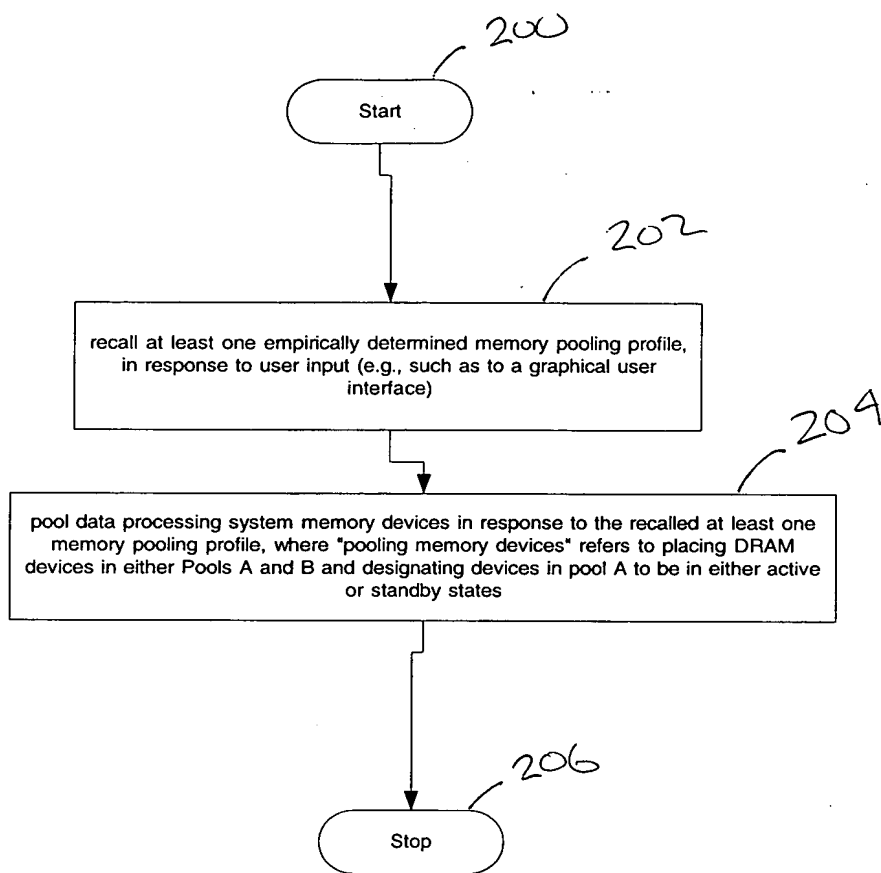 200
Start
202
recall at least one empirically determined memory pooling profile,
in response to user input (e.g., such as to a graphical user
interface)
204
pool data processing system memory devices in response to the recalled at least one
memory pooling profile, where "pooling memory devices" refers to placing DRAM
devices in either Pools A and B and designating devices in pool A to be in either active
or standby states
206
Stop